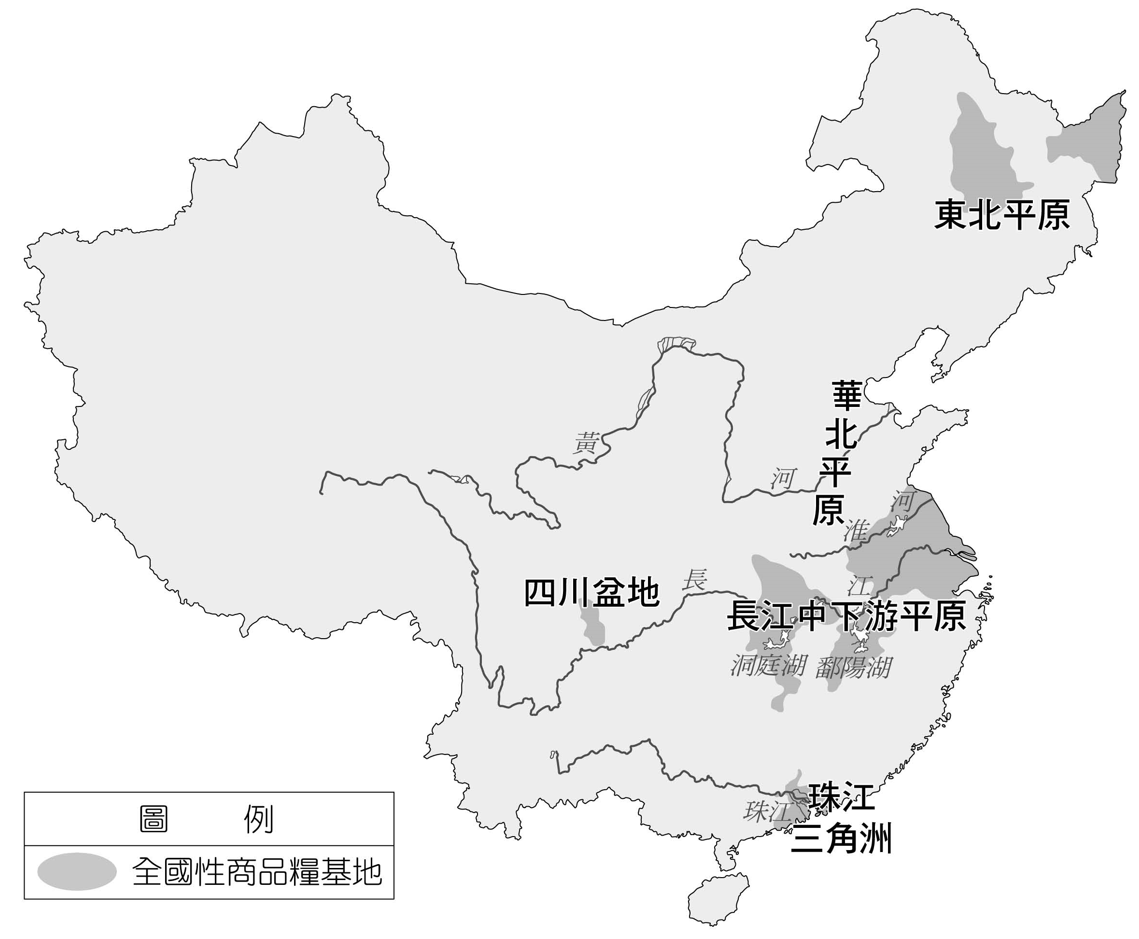 東北平原
華北平原
黃
河
淮
河
四川盆地
長
江
長江中下游平原
洞庭湖
鄱陽湖
珠江
珠江
三角洲
圖 例
全國性商品糧基地